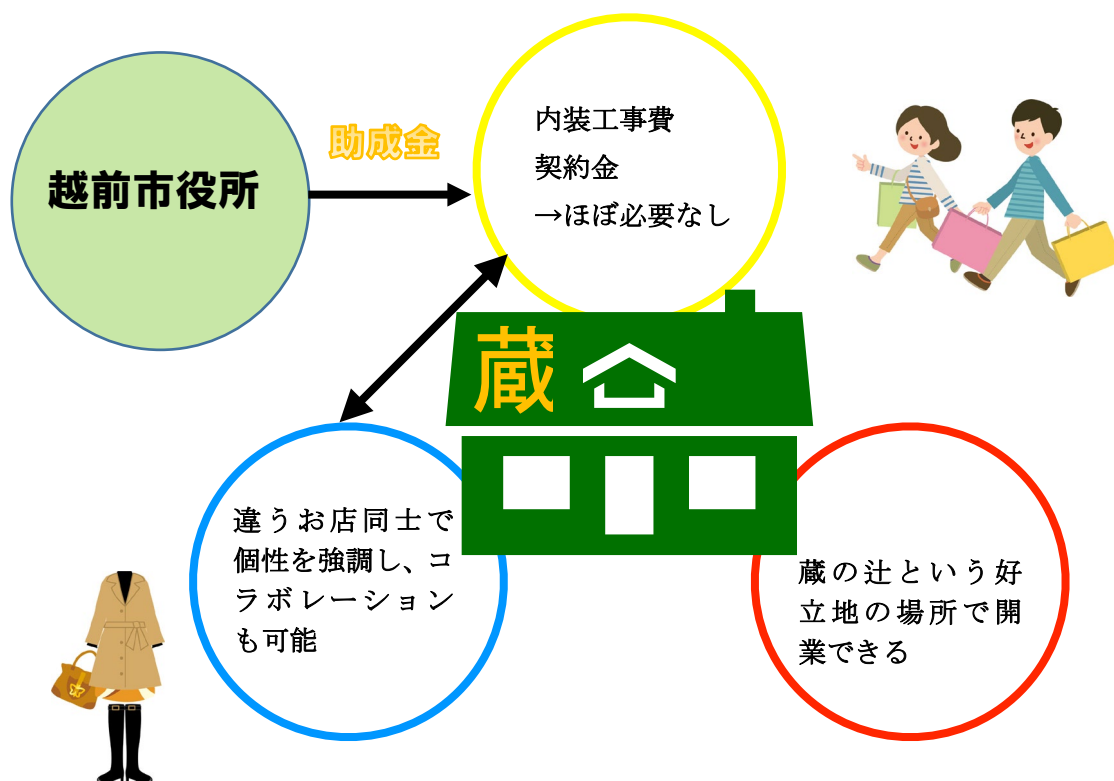 越前市役所
助成金
内装工事費
契約金
→ほぼ必要なし
蔵
違うお店同士で
個性を強調し、コ
ラボレーション
も可能
蔵の辻という好
立地の場所で開
業できる